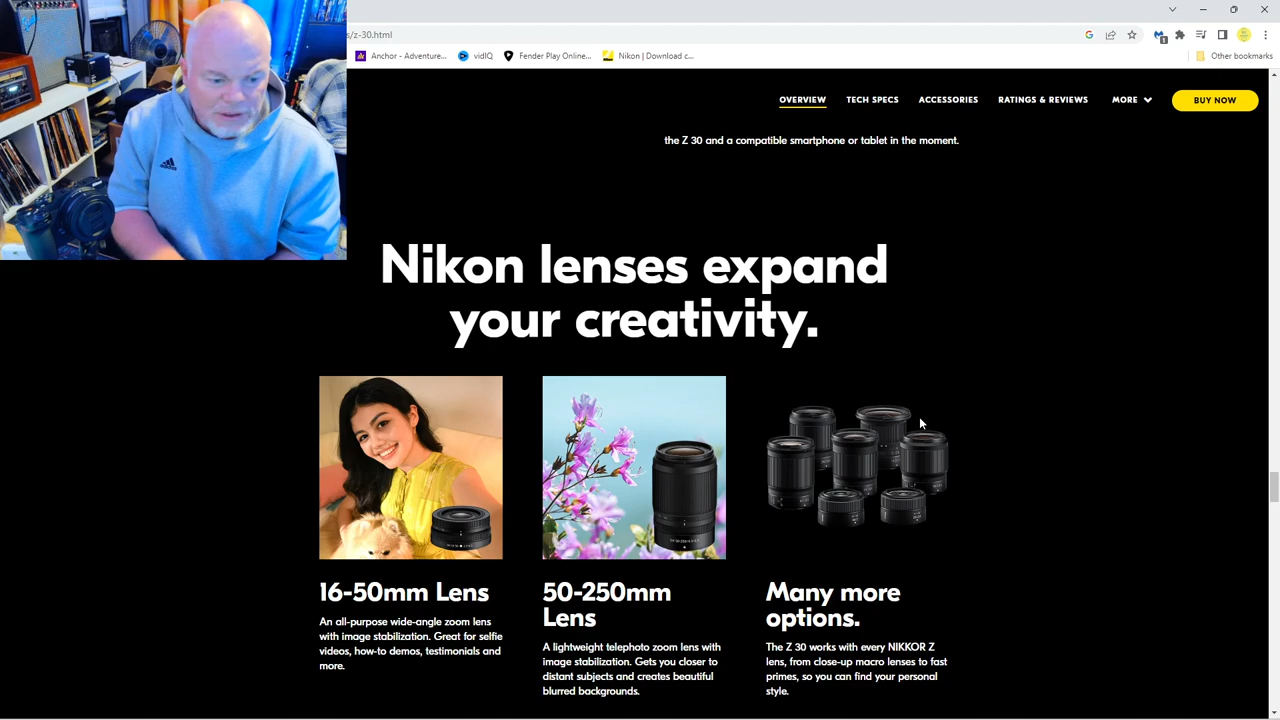 s/z-30.html
1
Anchor - Adventure...
vidIQ
Fender Play Online...
Nikon | Download c...
Other bookmarks
OVERVIEW
TECH SPECS
ACCESSORIES
RATINGS & REVIEWS
MORE
BUY NOW
the Z 30 and a compatible smartphone or tablet in the moment.
Nikon lenses expand
your creativity.
16-50mm Lens
An all-purpose wide-angle zoom lens
with image stabilization. Great for selfie
videos, how-to demos, testimonials and
more.
50-250mm
Lens
A lightweight telephoto zoom lens with
image stabilization. Gets you closer to
distant subjects and creates beautiful
blurred backgrounds.
Many more
options.
The Z 30 works with every NIKKOR Z
lens, from close-up macro lenses to fast
primes, so you can find your personal
style.
adidas